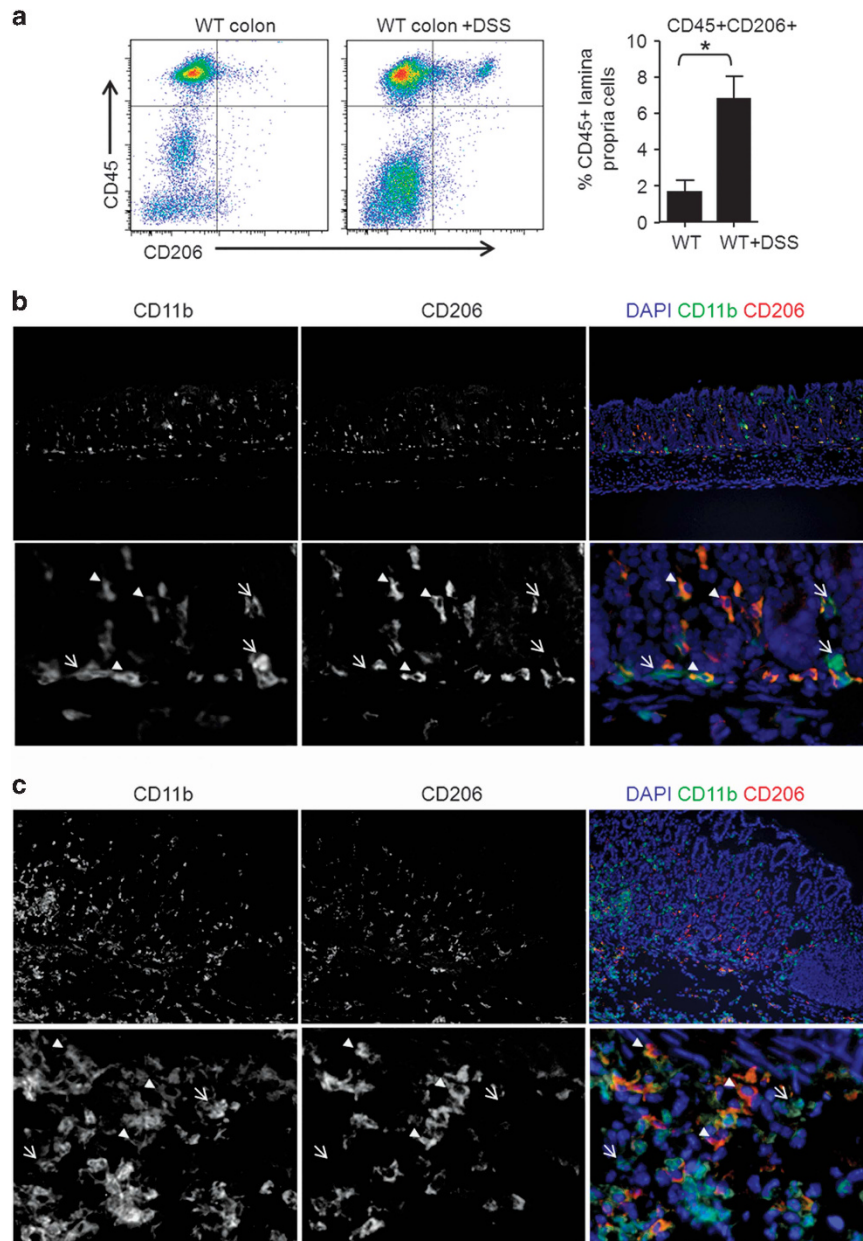 a
WT colon
WT colon +DSS
CD45+CD206+
CD45
CD206
% CD45+ lamina
propria cells
10
8
6
4
2
0
*
WT
WT+DSS
b
CD11b
CD206
DAPI CD11b CD206
c
CD11b
CD206
DAPI CD11b CD206